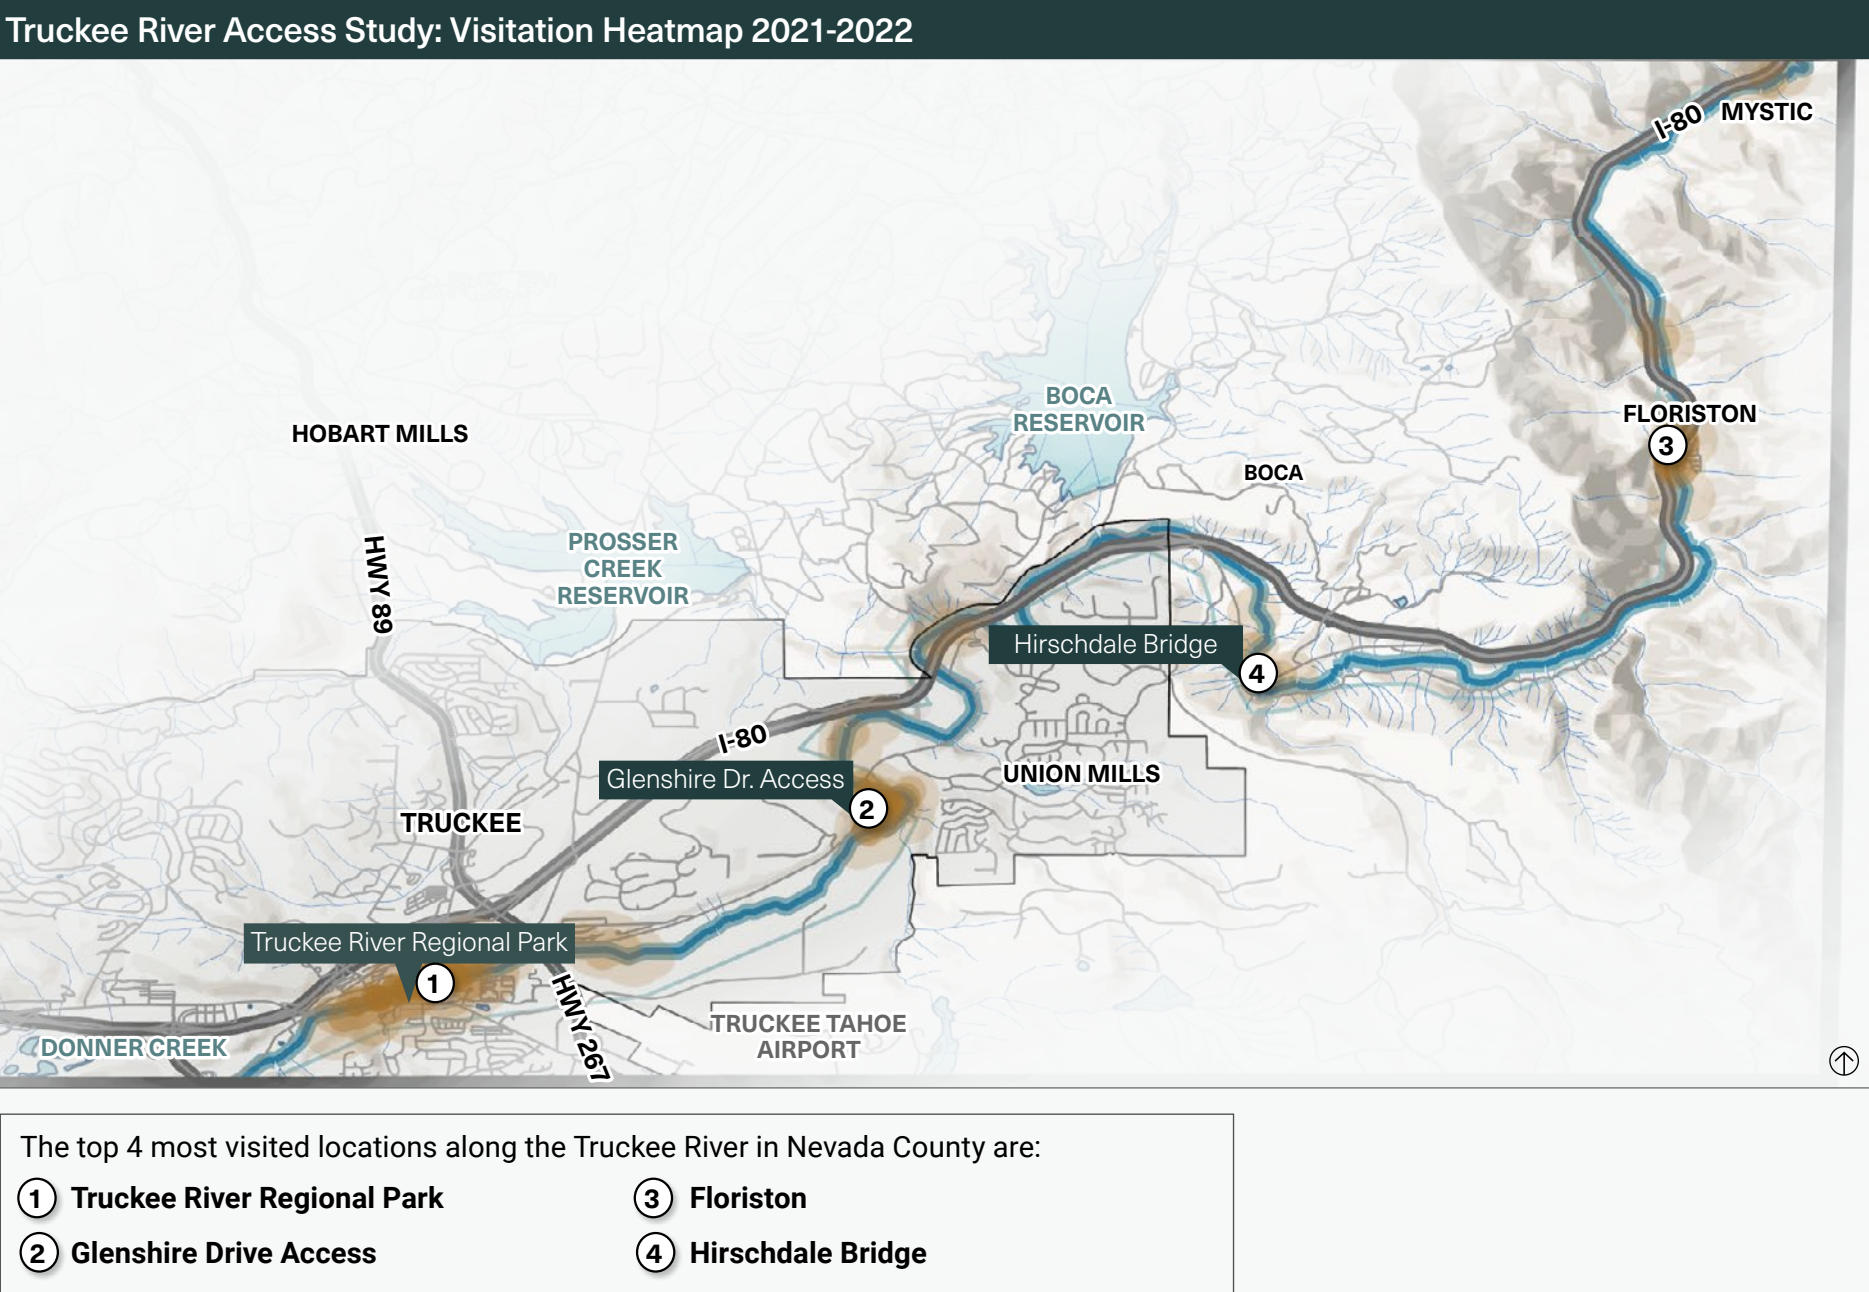 Truckee River Access Study: Visitation Heatmap 2021-2022
I-80
MYSTIC
BOCA
RESERVOIR
FLORISTON
3
HOBART MILLS
BOCA
HWY 89
PROSSER
CREEK
RESERVOIR
Hirschdale Bridge
4
I-80
Glenshire Dr. Access
2
UNION MILLS
TRUCKEE
Truckee River Regional Park
1
HWY 267
TRUCKEE TAHOE
AIRPORT
DONNER CREEK
The top 4 most visited locations along the Truckee River in Nevada County are:
1 Truckee River Regional Park
2 Glenshire Drive Access
3 Floriston
4 Hirschdale Bridge